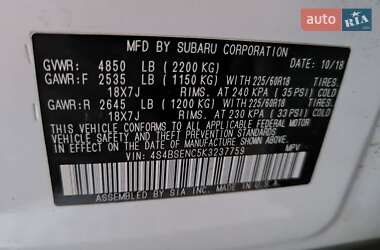 auto RIA.com
MFD BY SUBARU CORPORATION 10/18
GVWR: 4850 LB (2200 KG)
GAWR:F 2535 LB (1150 KG) WITH 225/60R18 TIRES.
18X7J RIMS. AT 240 KPA (35 PSI) COLD
GAWR:R 2645 LB (1200 KG) WITH 225/60R18 TIRES.
18X7J RIMS. AT 230 KPA (33 PSI) COLD
THIS VEHICLE CONFORMS TO ALL APPLICABLE
FEDERAL MOTOR VEHICLE SAFETY STANDARDS IN EFFECT
ON THE DATE OF MANUFACTURE SHOWN ABOVE.
VIN: 4S4BSENC5K3237759 MPV
ASSEMBLED BY SIA INC. MADE IN U.S.A.